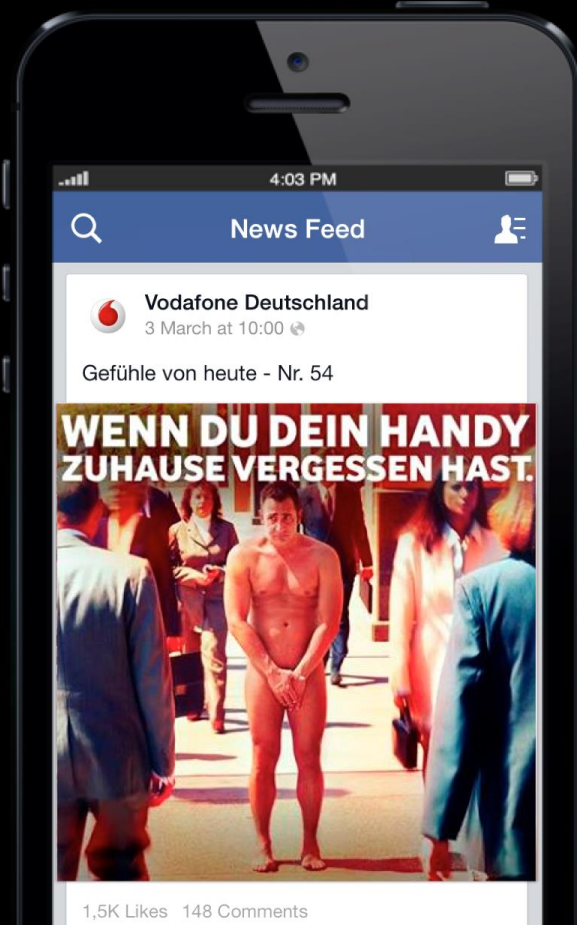 4:03 PM
News Feed
Vodafone Deutschland
3 March at 10:00
Gefühle von heute - Nr. 54
WENN DU DEIN HANDY
ZUHAUSE VERGESSEN HAST.
1,5K Likes 148 Comments